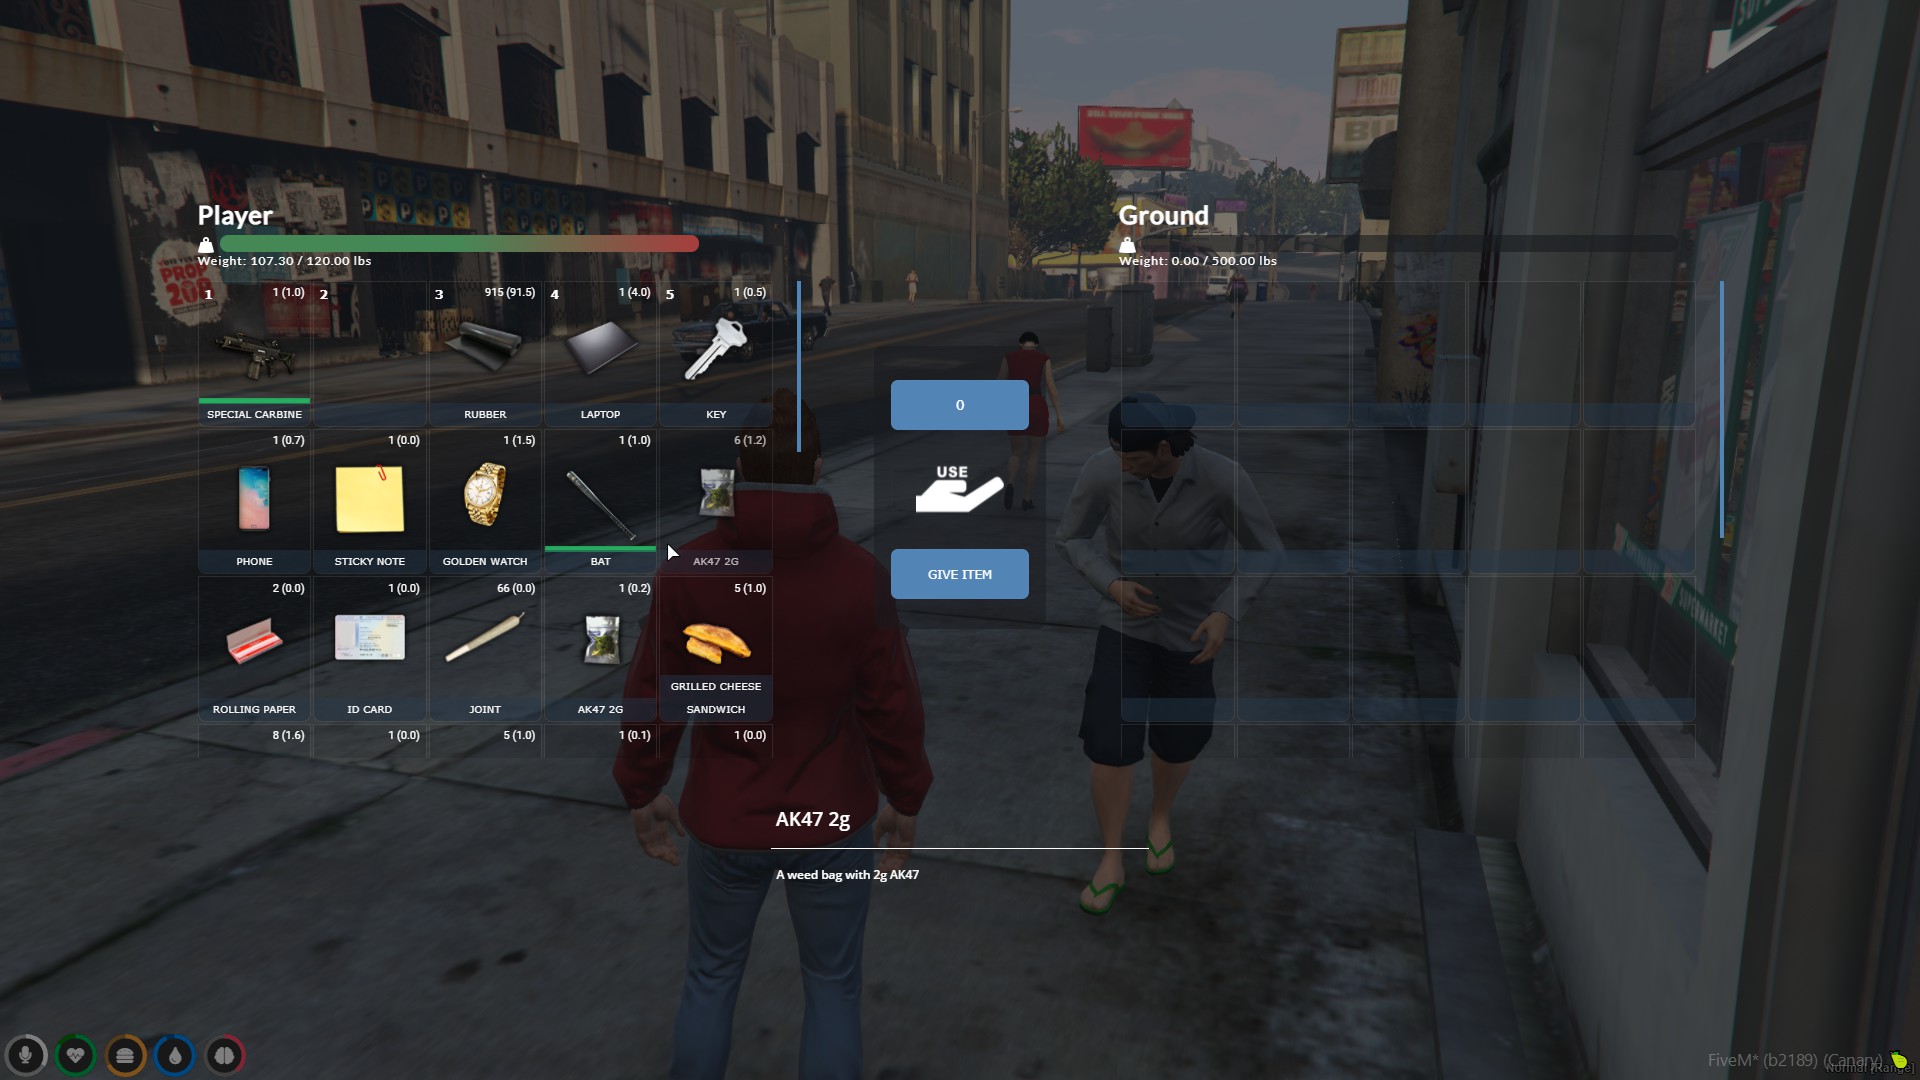 Player
Weight: 107.30 / 120.00 lbs
Ground
Weight: 0.00 / 500.00 lbs
1 1 (1.0) 2 3 915 (91.5) 4 1 (4.0) 5 1 (0.5)
SPECIAL CARBINE RUBBER LAPTOP KEY
1 (0.7) 1 (0.0) 1 (1.5) 1 (1.0) 6 (1.2)
PHONE STICKY NOTE GOLDEN WATCH BAT AK47 2G
2 (0.0) 1 (0.0) 66 (0.0) 1 (0.2) 5 (1.0)
GRILLED CHEESE
ROLLING PAPER ID CARD JOINT AK47 2G SANDWICH
8 (1.6) 1 (0.0) 5 (1.0) 1 (0.1) 1 (0.0)
0
USE
GIVE ITEM
AK47 2g
A weed bag with 2g AK47
PROP
208
SUPERMARKET
FiveM* (b2189) (Canary)
Normal [Range]